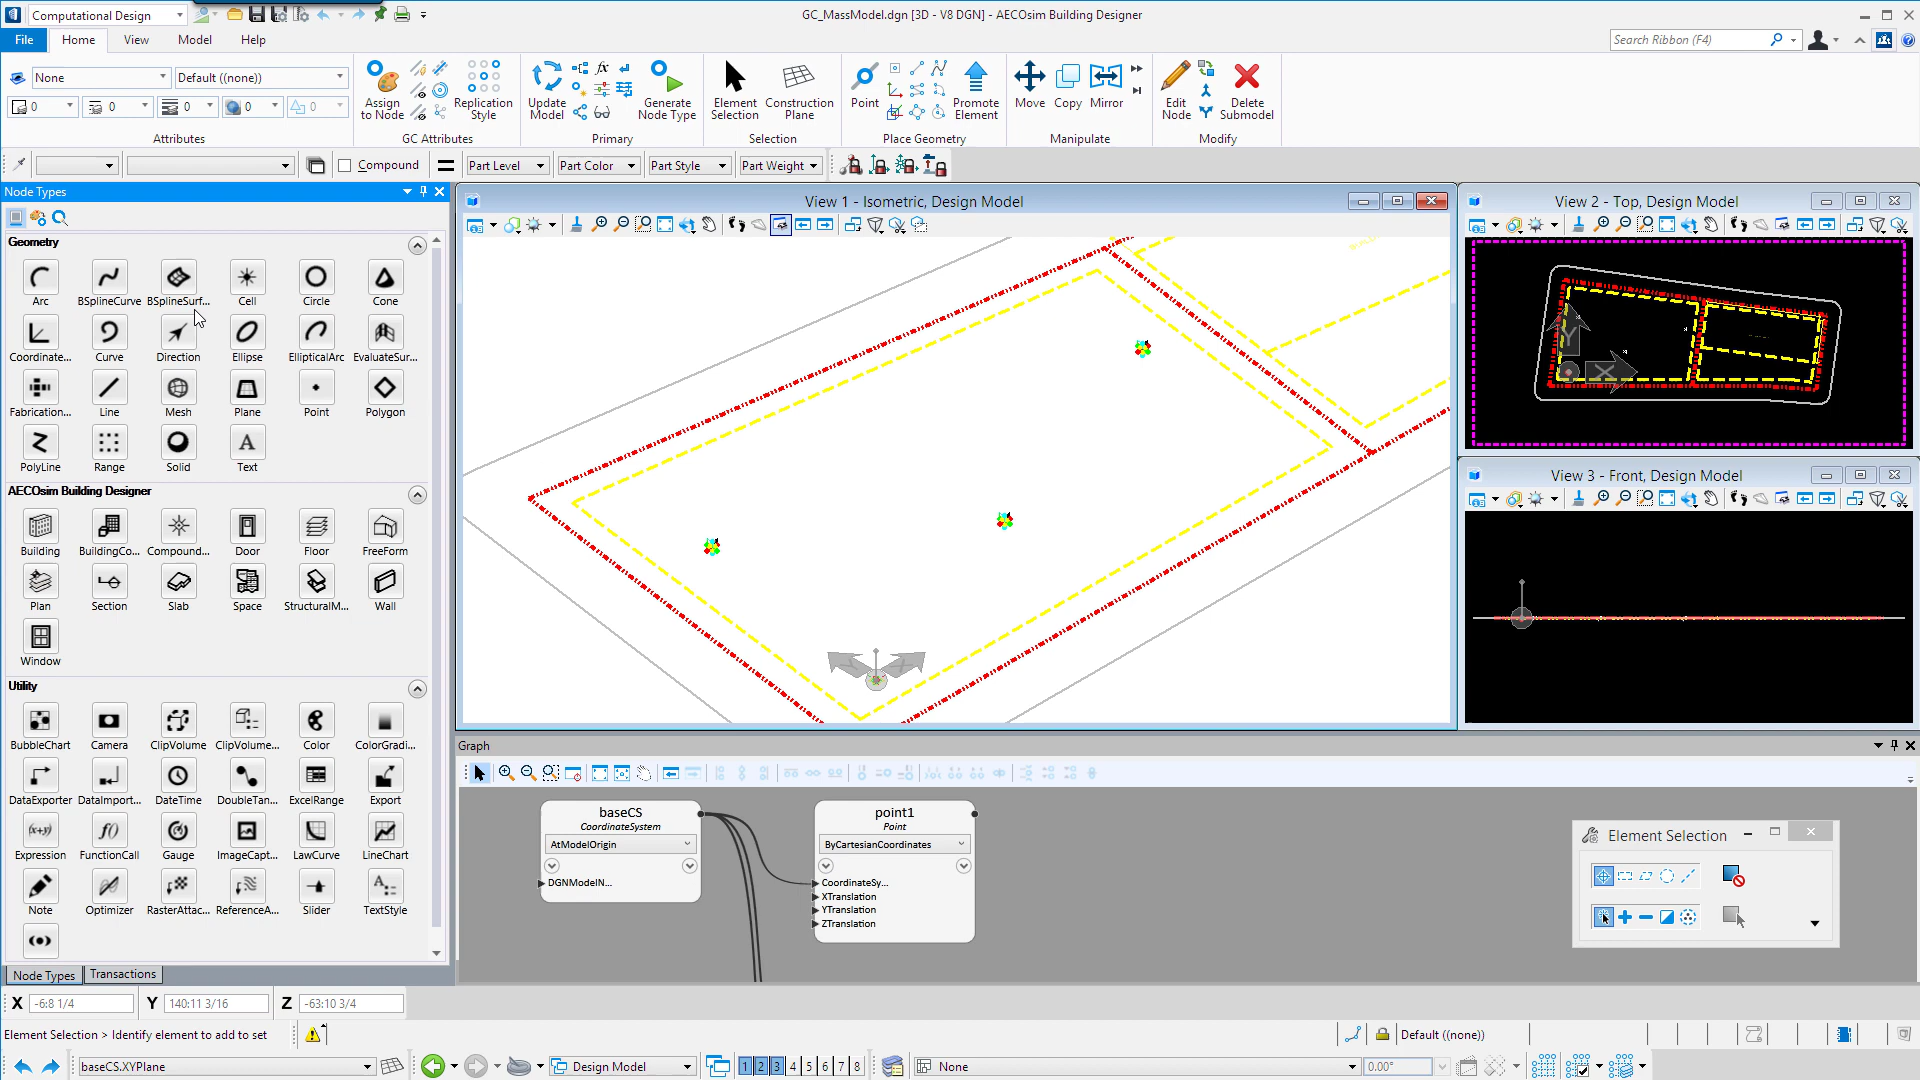 Computational Design
GC_MassModel.dgn [3D - V8 DGN] - AECOsim Building Designer
File
Home
View
Model
Help
Search Ribbon (F4)
None
Default ((none))
0
0
0
0
0
Attributes
Assign to Node
Replication Style
GC Attributes
Update Model
Generate Node Type
Primary
Element Selection
Construction Plane
Selection
Point
Promote Element
Place Geometry
Move
Copy
Mirror
Manipulate
Edit Node
Delete Submodel
Modify
Compound
Part Level
Part Color
Part Style
Part Weight
Node Types
Geometry
Arc
BSplineCurve
BSplineSurf...
Cell
Circle
Cone
Coordinate...
Curve
Direction
Ellipse
EllipticalArc
EvaluateSur...
Fabrication...
Line
Mesh
Plane
Point
Polygon
PolyLine
Range
Solid
Text
AECOsim Building Designer
Building
BuildingCo...
Compound...
Door
Floor
FreeForm
Plan
Section
Slab
Space
StructuralM...
Wall
Window
Utility
BubbleChart
Camera
ClipVolume
ClipVolume...
Color
ColorGradi...
DataExporter
DataImport...
DateTime
DoubleTan...
ExcelRange
Export
Expression
FunctionCall
Gauge
ImageCapt...
LawCurve
LineChart
Note
Optimizer
RasterAttac...
ReferenceA...
Slider
TextStyle
Node Types
Transactions
View 1 - Isometric, Design Model
View 2 - Top, Design Model
Y
X
View 3 - Front, Design Model
Graph
baseCS
CoordinateSystem
AtModelOrigin
DGNModelN...
point1
Point
ByCartesianCoordinates
CoordinateSy...
XTranslation
YTranslation
ZTranslation
Element Selection
X
-6:8 1/4
Y
140:11 3/16
Z
-63:10 3/4
Element Selection > Identify element to add to set
Default ((none))
baseCS.XYPlane
Design Model
1 2 3 4 5 6 7 8
None
0.00°